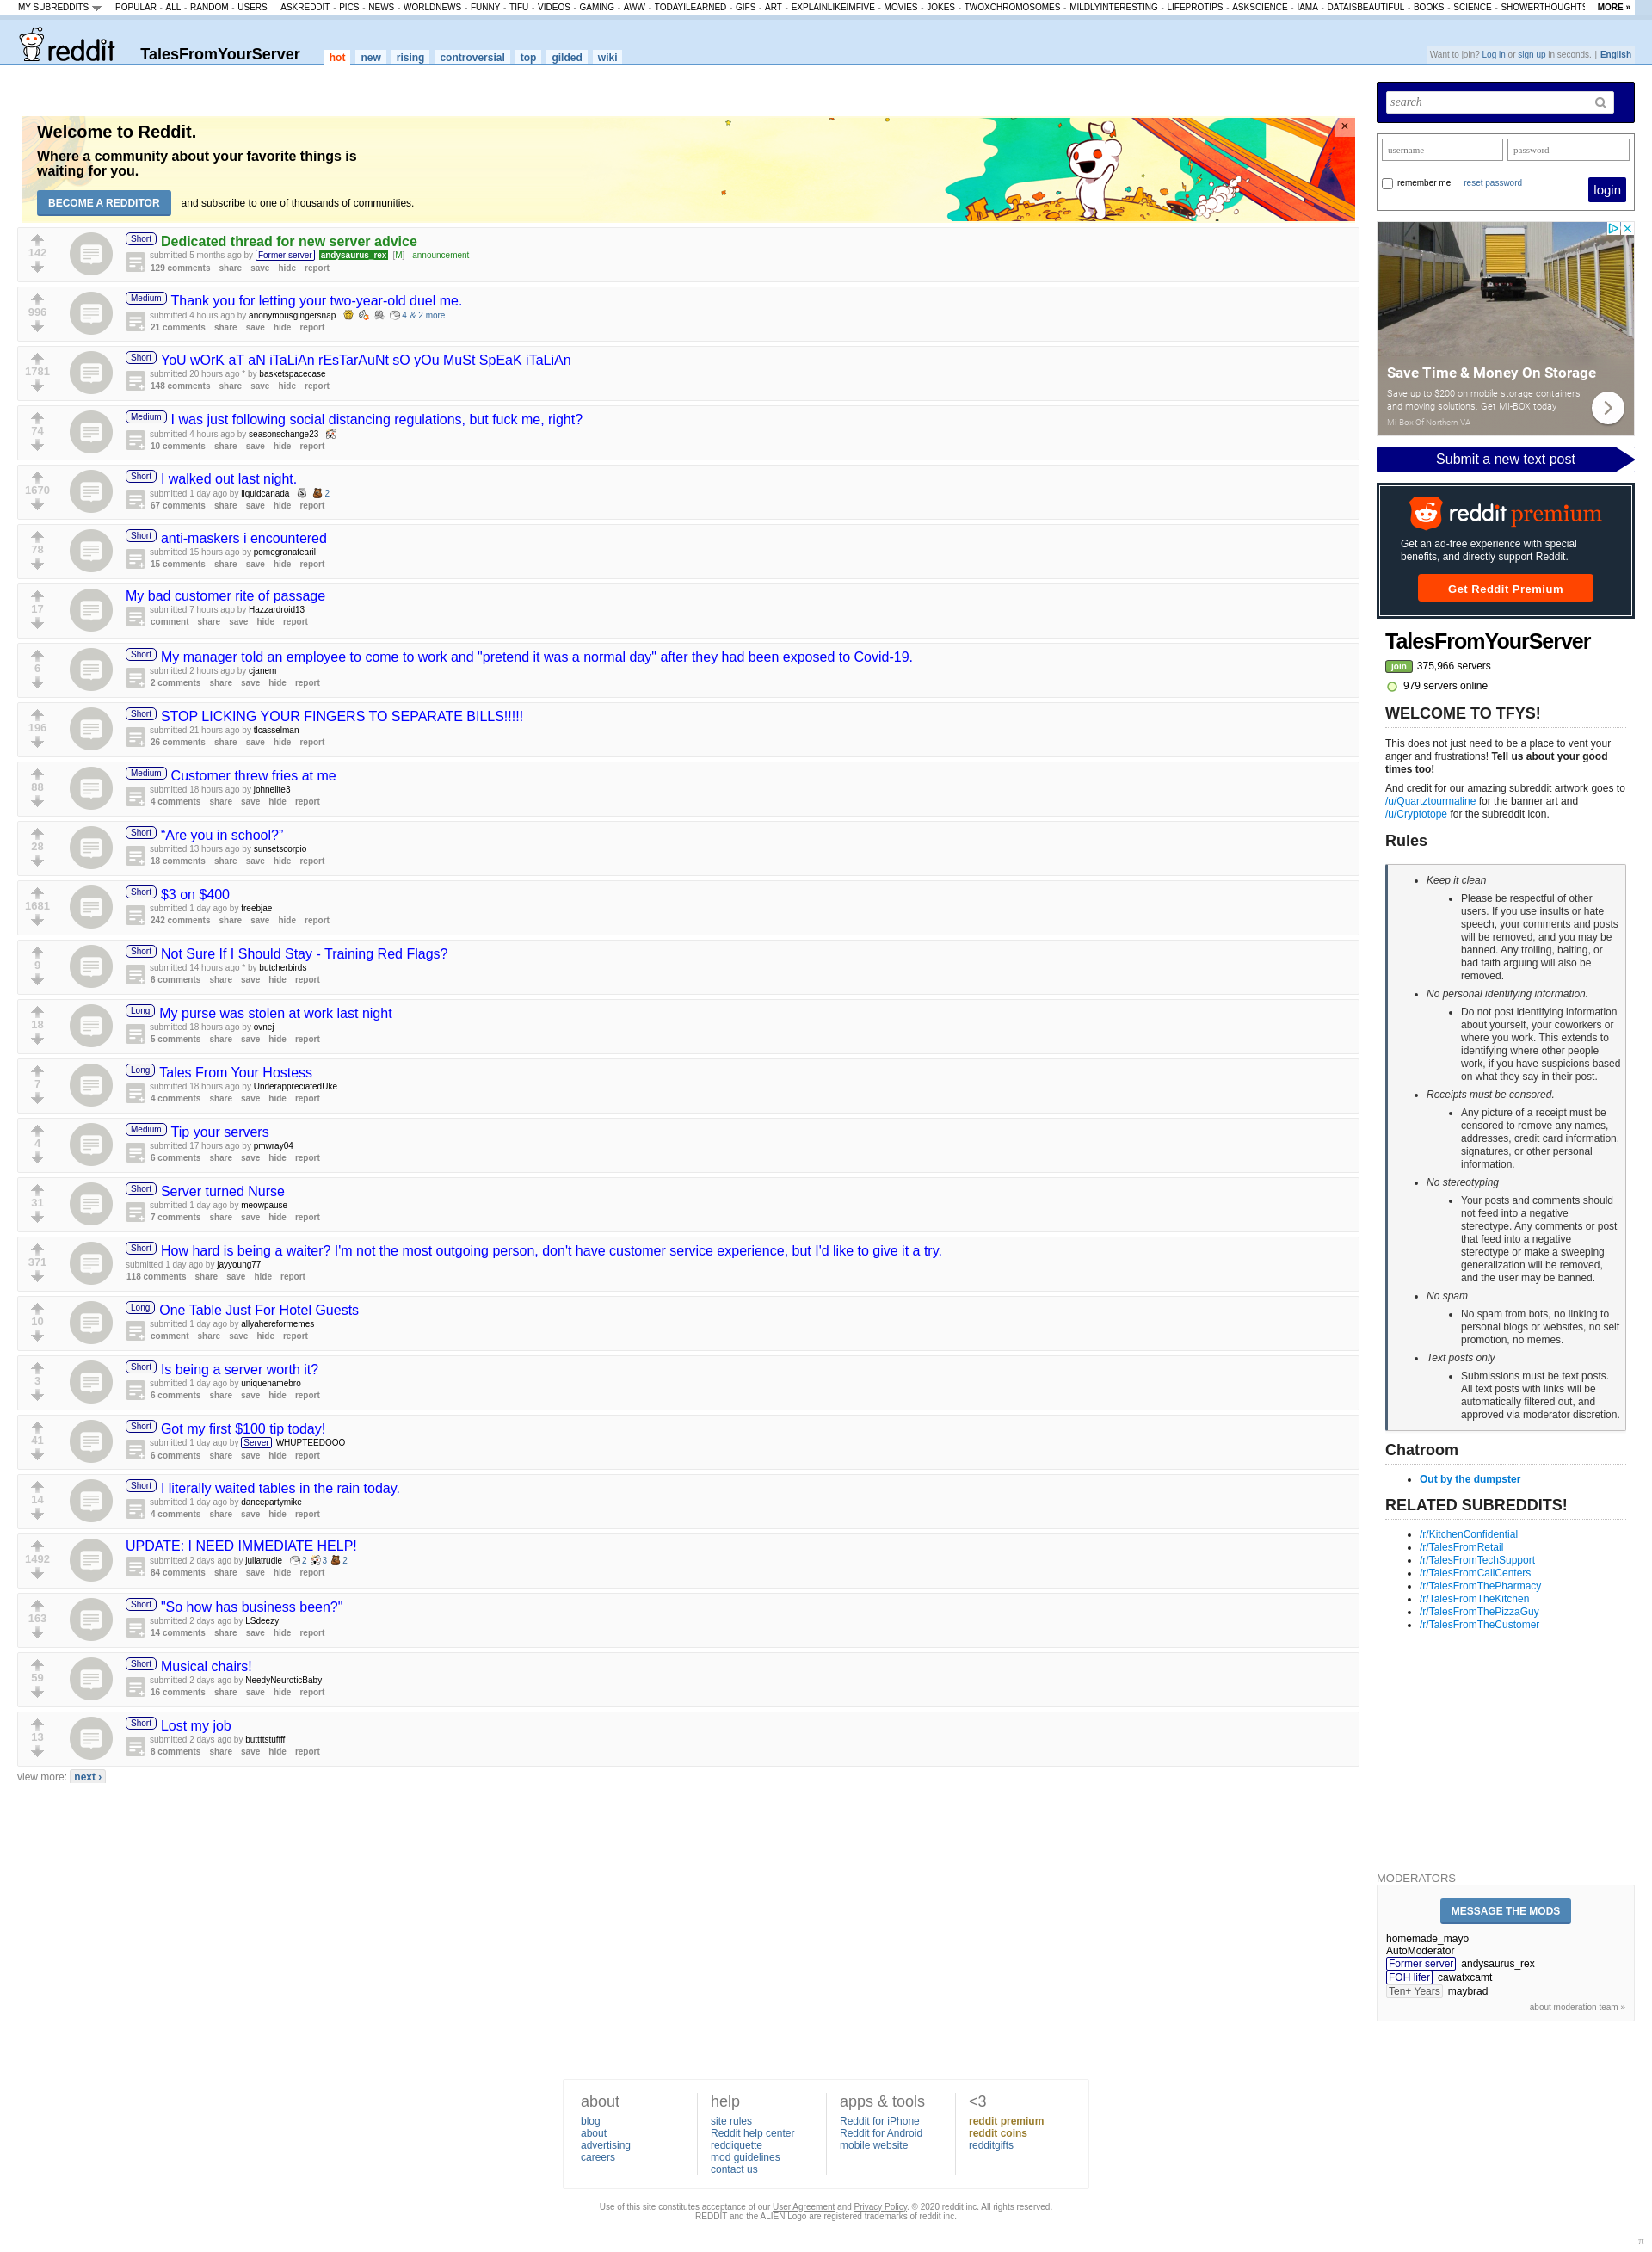 MY SUBREDDITS POPULAR - ALL - RANDOM - USERS | ASKREDDIT - PICS - NEWS - WORLDNEWS - FUNNY - TIFU - VIDEOS - GAMING - AWW - TODAYILEARNED - GIFS - ART - EXPLAINLIKEIMFIVE - MOVIES - JOKES - TWOXCHROMOSOMES - MILDLYINTERESTING - LIFEPROTIPS - ASKSCIENCE - IAMA - DATAISBEAUTIFUL - BOOKS - SCIENCE - SHOWERTHOUGHTS MORE »
reddit TalesFromYourServer hot new rising controversial top gilded wiki
Want to join? Log in or sign up in seconds. | English
Welcome to Reddit.
Where a community about your favorite things is
waiting for you.
BECOME A REDDITOR and subscribe to one of thousands of communities.
×
142
Short Dedicated thread for new server advice
submitted 5 months ago by Former server andysaurus_rex [M] - announcement
129 comments share save hide report
996
Medium Thank you for letting your two-year-old duel me.
submitted 4 hours ago by anonymousgingersnap 4 & 2 more
21 comments share save hide report
1781
Short YoU wOrK aT aN iTaLiAn rEsTarAuNt sO yOu MuSt SpEaK iTaLiAn
submitted 20 hours ago * by basketspacecase
148 comments share save hide report
74
Medium I was just following social distancing regulations, but fuck me, right?
submitted 4 hours ago by seasonschange23
10 comments share save hide report
1670
Short I walked out last night.
submitted 1 day ago by liquidcanada 2
67 comments share save hide report
78
Short anti-maskers i encountered
submitted 15 hours ago by pomegranatearil
15 comments share save hide report
17
My bad customer rite of passage
submitted 7 hours ago by Hazzardroid13
comment share save hide report
6
Short My manager told an employee to come to work and "pretend it was a normal day" after they had been exposed to Covid-19.
submitted 2 hours ago by cjanem
2 comments share save hide report
196
Short STOP LICKING YOUR FINGERS TO SEPARATE BILLS!!!!!
submitted 21 hours ago by tlcasselman
26 comments share save hide report
88
Medium Customer threw fries at me
submitted 18 hours ago by johnelite3
4 comments share save hide report
28
Short “Are you in school?”
submitted 13 hours ago by sunsetscorpio
18 comments share save hide report
1681
Short $3 on $400
submitted 1 day ago by freebjae
242 comments share save hide report
9
Short Not Sure If I Should Stay - Training Red Flags?
submitted 14 hours ago * by butcherbirds
6 comments share save hide report
18
Long My purse was stolen at work last night
submitted 18 hours ago by ovnej
5 comments share save hide report
7
Long Tales From Your Hostess
submitted 18 hours ago by UnderappreciatedUke
4 comments share save hide report
4
Medium Tip your servers
submitted 17 hours ago by pmwray04
6 comments share save hide report
31
Short Server turned Nurse
submitted 1 day ago by meowpause
7 comments share save hide report
371
Short How hard is being a waiter? I'm not the most outgoing person, don't have customer service experience, but I'd like to give it a try.
submitted 1 day ago by jayyoung77
118 comments share save hide report
10
Long One Table Just For Hotel Guests
submitted 1 day ago by allyahereformemes
comment share save hide report
3
Short Is being a server worth it?
submitted 1 day ago by uniquenamebro
6 comments share save hide report
41
Short Got my first $100 tip today!
submitted 1 day ago by Server WHUPTEEDOOO
6 comments share save hide report
14
Short I literally waited tables in the rain today.
submitted 1 day ago by dancepartymike
4 comments share save hide report
1492
UPDATE: I NEED IMMEDIATE HELP!
submitted 2 days ago by juliatrudie 2 3 2
84 comments share save hide report
163
Short "So how has business been?"
submitted 2 days ago by LSdeezy
14 comments share save hide report
59
Short Musical chairs!
submitted 2 days ago by NeedyNeuroticBaby
16 comments share save hide report
13
Short Lost my job
submitted 2 days ago by buttttstuffff
8 comments share save hide report
view more: next ›
search
username password
remember me reset password login
Save Time & Money On Storage
Save up to $200 on mobile storage containers
and moving solutions. Get MI-BOX today
Mi-Box Of Northern VA
Submit a new text post
reddit premium
Get an ad-free experience with special
benefits, and directly support Reddit.
Get Reddit Premium
TalesFromYourServer
join 375,966 servers
979 servers online
WELCOME TO TFYS!
This does not just need to be a place to vent your
anger and frustrations! Tell us about your good
times too!
And credit for our amazing subreddit artwork goes to
/u/Quartztourmaline for the banner art and
/u/Cryptotope for the subreddit icon.
Rules
Keep it clean
Please be respectful of other
users. If you use insults or hate
speech, your comments and posts
will be removed, and you may be
banned. Any trolling, baiting, or
bad faith arguing will also be
removed.
No personal identifying information.
Do not post identifying information
about yourself, your coworkers or
where you work. This extends to
identifying where other people
work, if you have suspicions based
on what they say in their post.
Receipts must be censored.
Any picture of a receipt must be
censored to remove any names,
addresses, credit card information,
signatures, or other personal
information.
No stereotyping
Your posts and comments should
not feed into a negative
stereotype. Any comments or post
that feed into a negative
stereotype or make a sweeping
generalization will be removed,
and the user may be banned.
No spam
No spam from bots, no linking to
personal blogs or websites, no self
promotion, no memes.
Text posts only
Submissions must be text posts.
All text posts with links will be
automatically filtered out, and
approved via moderator discretion.
Chatroom
Out by the dumpster
RELATED SUBREDDITS!
/r/KitchenConfidential
/r/TalesFromRetail
/r/TalesFromTechSupport
/r/TalesFromCallCenters
/r/TalesFromThePharmacy
/r/TalesFromTheKitchen
/r/TalesFromThePizzaGuy
/r/TalesFromTheCustomer
MODERATORS
MESSAGE THE MODS
homemade_mayo
AutoModerator
Former server andysaurus_rex
FOH lifer cawatxcamt
Ten+ Years maybrad
about moderation team »
about
blog
about
advertising
careers
help
site rules
Reddit help center
reddiquette
mod guidelines
contact us
apps & tools
Reddit for iPhone
Reddit for Android
mobile website
<3
reddit premium
reddit coins
redditgifts
Use of this site constitutes acceptance of our User Agreement and Privacy Policy. © 2020 reddit inc. All rights reserved.
REDDIT and the ALIEN Logo are registered trademarks of reddit inc.
π